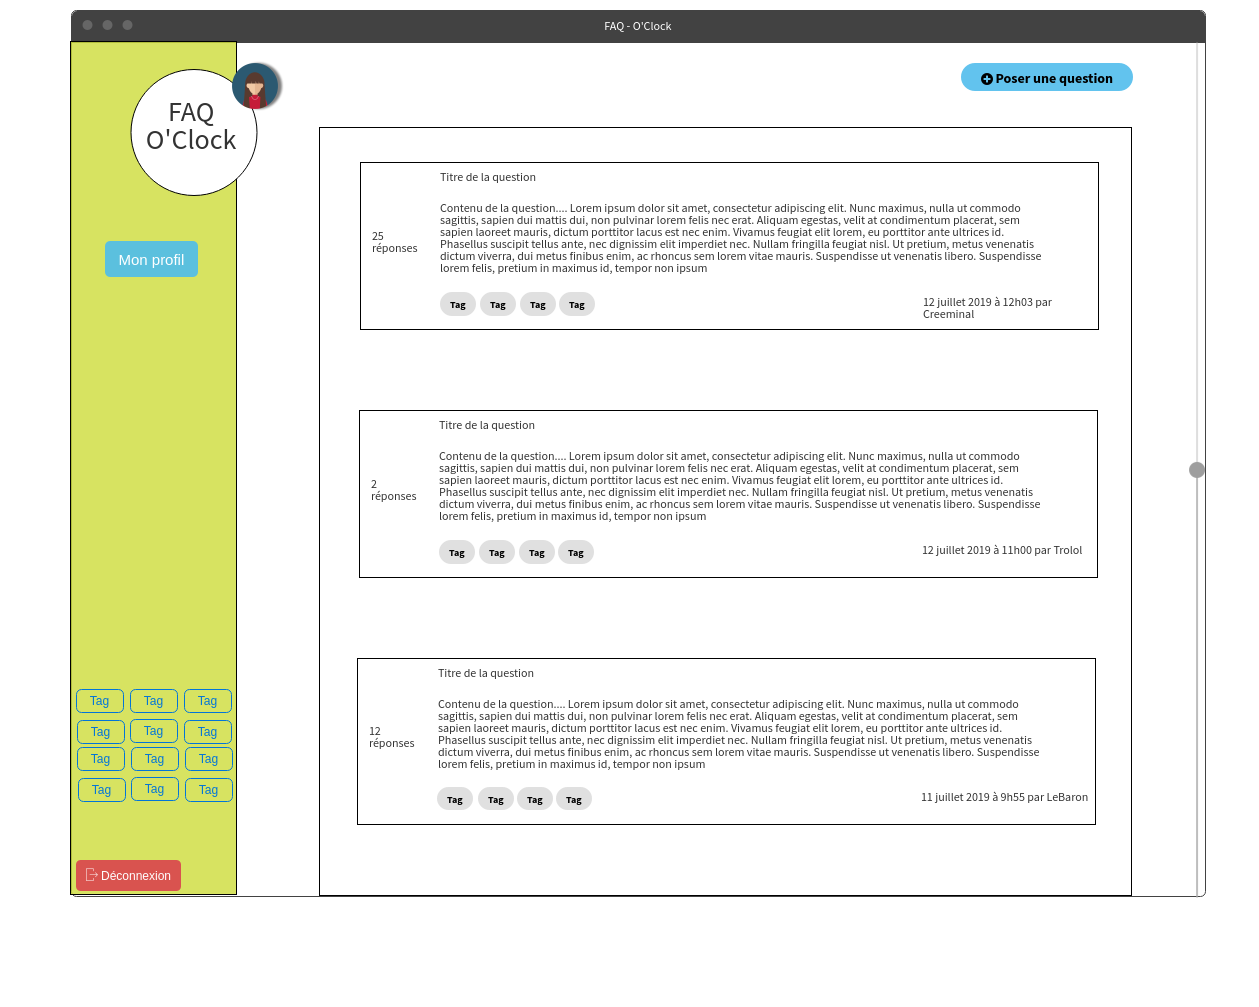 FAQ - O'Clock
FAQ
O'Clock
Mon profil
Tag Tag Tag
Tag Tag Tag
Tag Tag Tag
Tag Tag Tag
Déconnexion
Poser une question
Titre de la question
25
réponses
Contenu de la question.... Lorem ipsum dolor sit amet, consectetur adipiscing elit. Nunc maximus, nulla ut commodo
sagittis, sapien dui mattis dui, non pulvinar lorem felis nec erat. Aliquam egestas, velit at condimentum placerat, sem
sapien laoreet mauris, dictum porttitor lacus est nec enim. Vivamus feugiat elit lorem, eu porttitor ante ultrices id.
Phasellus suscipit tellus ante, nec dignissim elit imperdiet nec. Nullam fringilla feugiat nisl. Ut pretium, metus venenatis
dictum viverra, dui metus finibus enim, ac rhoncus sem lorem vitae mauris. Suspendisse ut venenatis libero. Suspendisse
lorem felis, pretium in maximus id, tempor non ipsum
Tag Tag Tag Tag
12 juillet 2019 à 12h03 par
Creeminal
Titre de la question
2
réponses
Contenu de la question.... Lorem ipsum dolor sit amet, consectetur adipiscing elit. Nunc maximus, nulla ut commodo
sagittis, sapien dui mattis dui, non pulvinar lorem felis nec erat. Aliquam egestas, velit at condimentum placerat, sem
sapien laoreet mauris, dictum porttitor lacus est nec enim. Vivamus feugiat elit lorem, eu porttitor ante ultrices id.
Phasellus suscipit tellus ante, nec dignissim elit imperdiet nec. Nullam fringilla feugiat nisl. Ut pretium, metus venenatis
dictum viverra, dui metus finibus enim, ac rhoncus sem lorem vitae mauris. Suspendisse ut venenatis libero. Suspendisse
lorem felis, pretium in maximus id, tempor non ipsum
Tag Tag Tag Tag
12 juillet 2019 à 11h00 par Trolol
Titre de la question
12
réponses
Contenu de la question.... Lorem ipsum dolor sit amet, consectetur adipiscing elit. Nunc maximus, nulla ut commodo
sagittis, sapien dui mattis dui, non pulvinar lorem felis nec erat. Aliquam egestas, velit at condimentum placerat, sem
sapien laoreet mauris, dictum porttitor lacus est nec enim. Vivamus feugiat elit lorem, eu porttitor ante ultrices id.
Phasellus suscipit tellus ante, nec dignissim elit imperdiet nec. Nullam fringilla feugiat nisl. Ut pretium, metus venenatis
dictum viverra, dui metus finibus enim, ac rhoncus sem lorem vitae mauris. Suspendisse ut venenatis libero. Suspendisse
lorem felis, pretium in maximus id, tempor non ipsum
Tag Tag Tag Tag
11 juillet 2019 à 9h55 par LeBaron